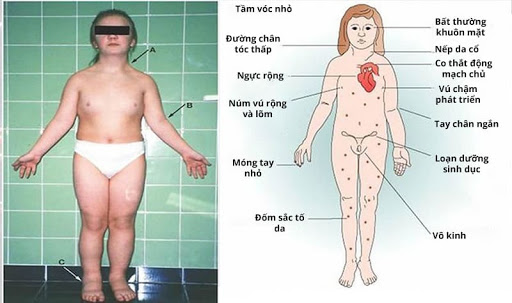 A
B
C
Tầm vóc nhỏ
Đường chân
tóc thấp
Ngực rộng
Núm vú rộng
và lõm
Móng tay
nhỏ
Đốm sắc tố
da
Bất thường
khuôn mặt
Nếp da cổ
Co thắt động
mạch chủ
Vú chậm
phát triển
Tay chân ngắn
Loạn dưỡng
sinh dục
Vô kinh